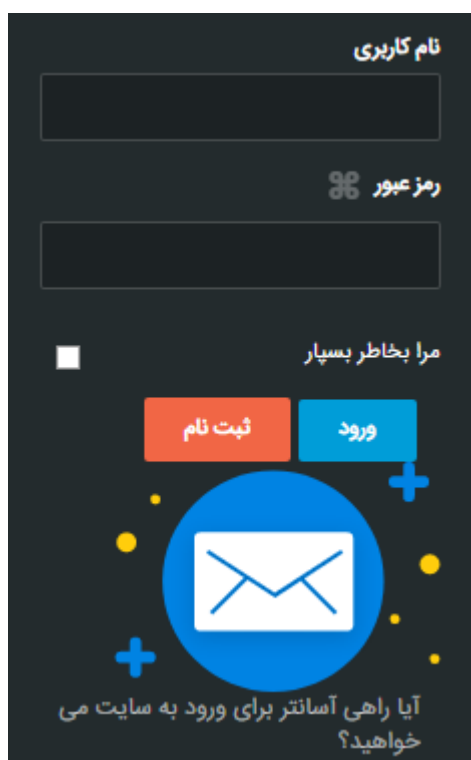 نام کاربری
رمز عبور
مرا بخاطر بسپار
ورود
ثبت نام
آیا راهی آسانتر برای ورود به سایت می
خواهید؟